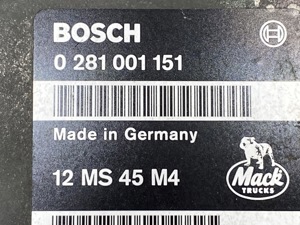 BOSCH
0 281 001 151
Made in Germany
12 MS 45 M4
Mack
TRUCKS